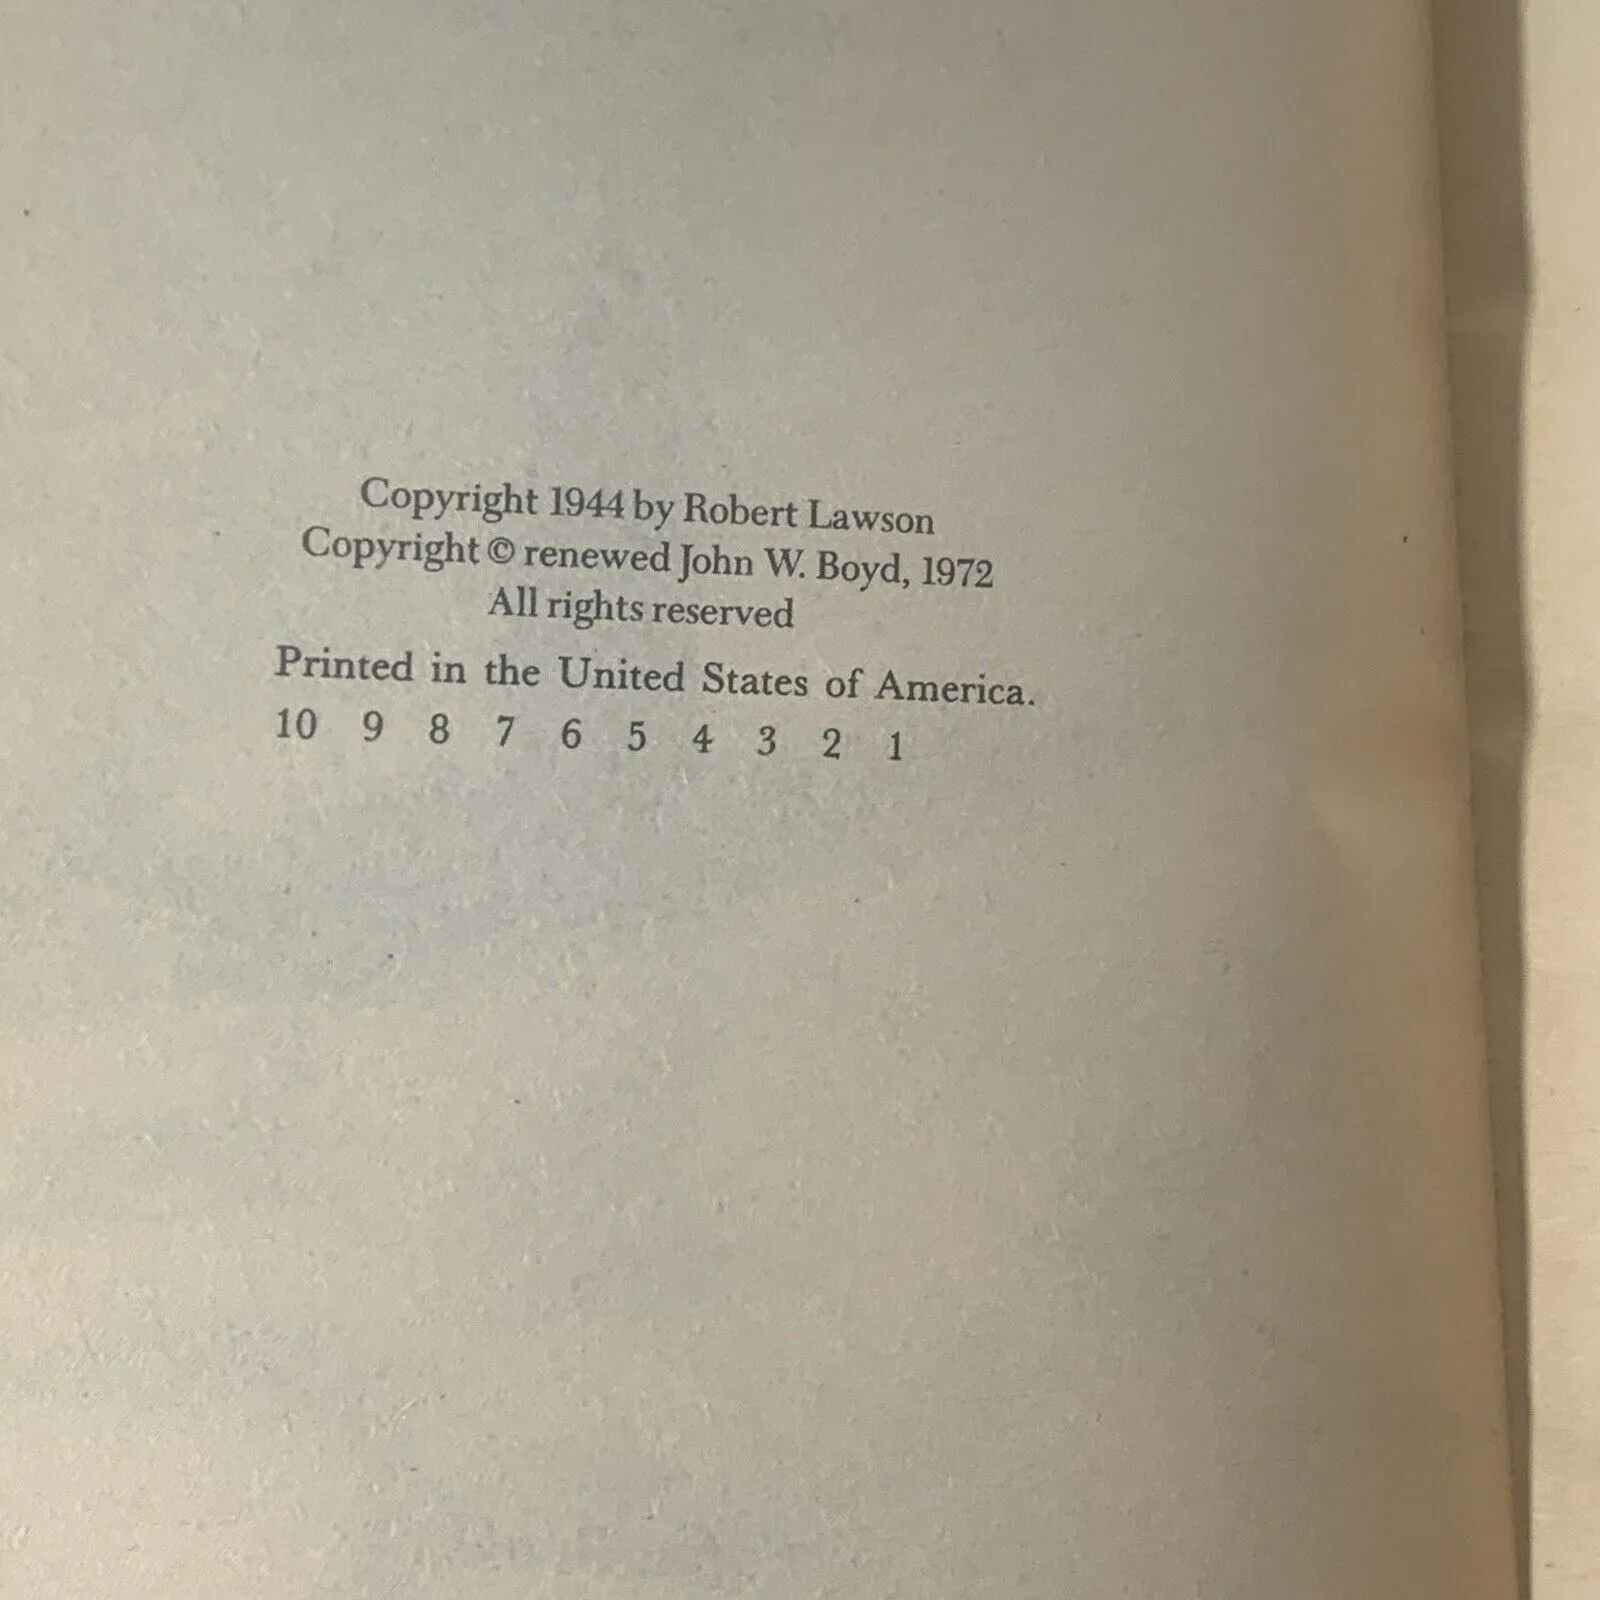 Copyright 1944 by Robert Lawson
Copyright © renewed John W. Boyd, 1972
All rights reserved
Printed in the United States of America.
10 9 8 7 6 5 4 3 2 1